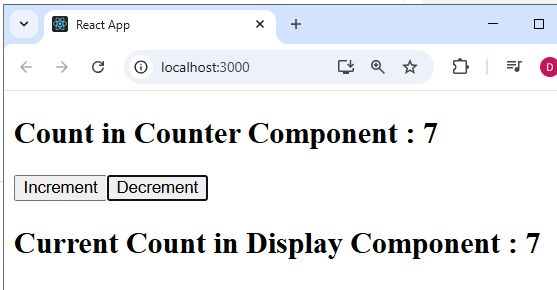 React App
localhost:3000
D
Count in Counter Component : 7
Increment Decrement
Current Count in Display Component : 7